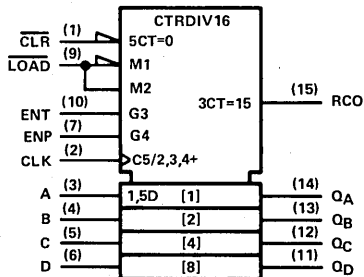 CTRDIV16
CLR (1) 5CT=0
LOAD (9) M1
M2
3CT=15 (15) RCO
ENT (10) G3
ENP (7) G4
CLK (2) C5/2,3,4+
A (3) 1,5D [1] (14) QA
B (4) [2] (13) QB
C (5) [4] (12) QC
D (6) [8] (11) QD